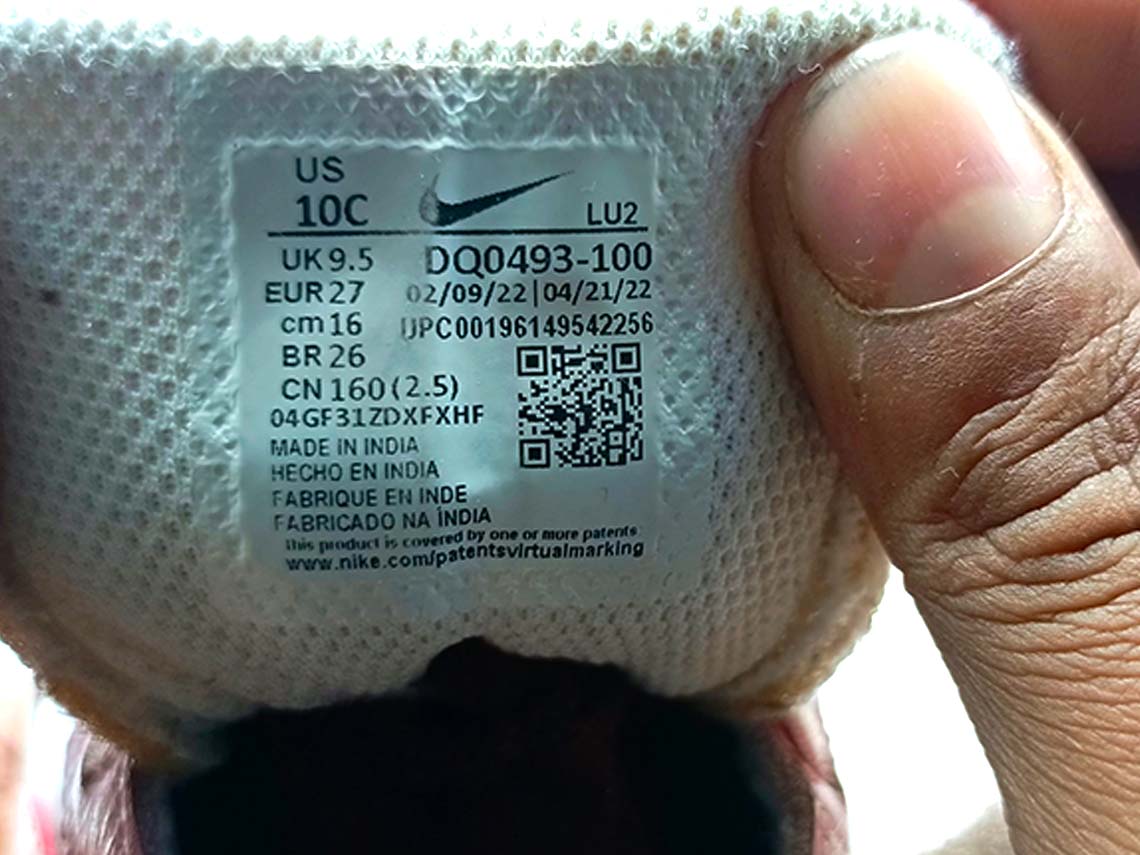 US
10C
LU2
UK 9.5 DQ0493-100
EUR 27 02/09/22|04/21/22
cm 16 UPC00196149542256
BR 26
CN 160 (2.5)
04GF31ZDXFXHF
MADE IN INDIA
HECHO EN INDIA
FABRIQUE EN INDE
FABRICADO NA ÍNDIA
This product is covered by one or more patents
www.nike.com/patentsvirtualmarking